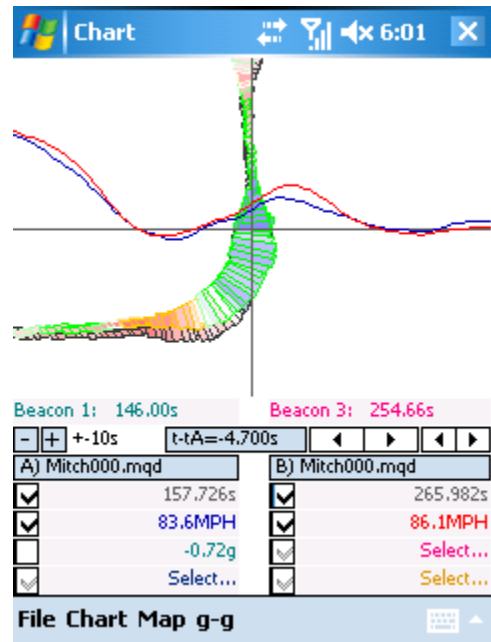 Chart 6:01
Beacon 1: 146.00s Beacon 3: 254.66s
- + +-10s t-tA=-4.700s
A) Mitch000.mqd B) Mitch000.mqd
157.726s 265.982s
83.6MPH 86.1MPH
-0.72g Select...
Select... Select...
File Chart Map g-g